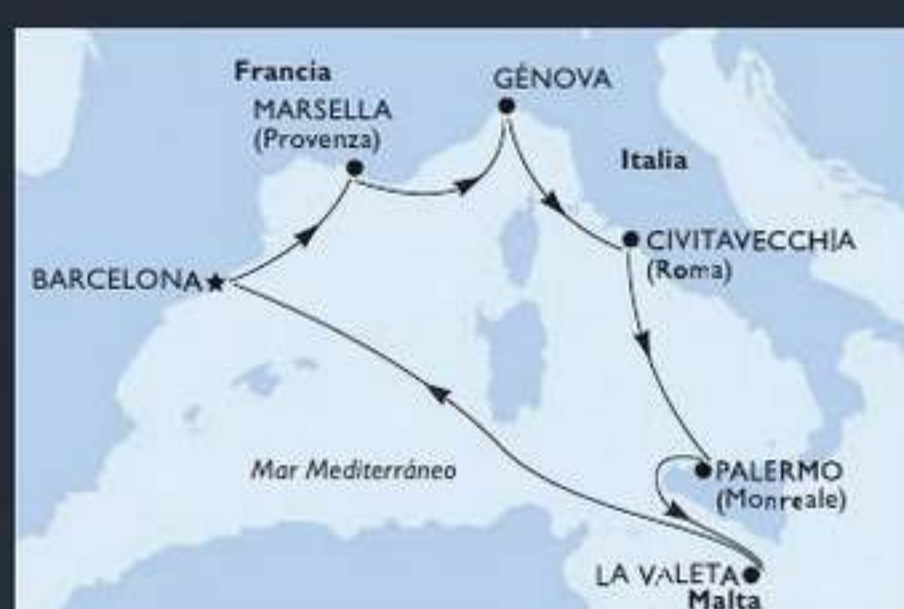 Francia
MARSELLA
(Provenza)
GÉNOVA
Italia
CIVITAVECCHIA
(Roma)
BARCELONA
Mar Mediterráneo
PALERMO
(Monreale)
LA VALETA
Malta